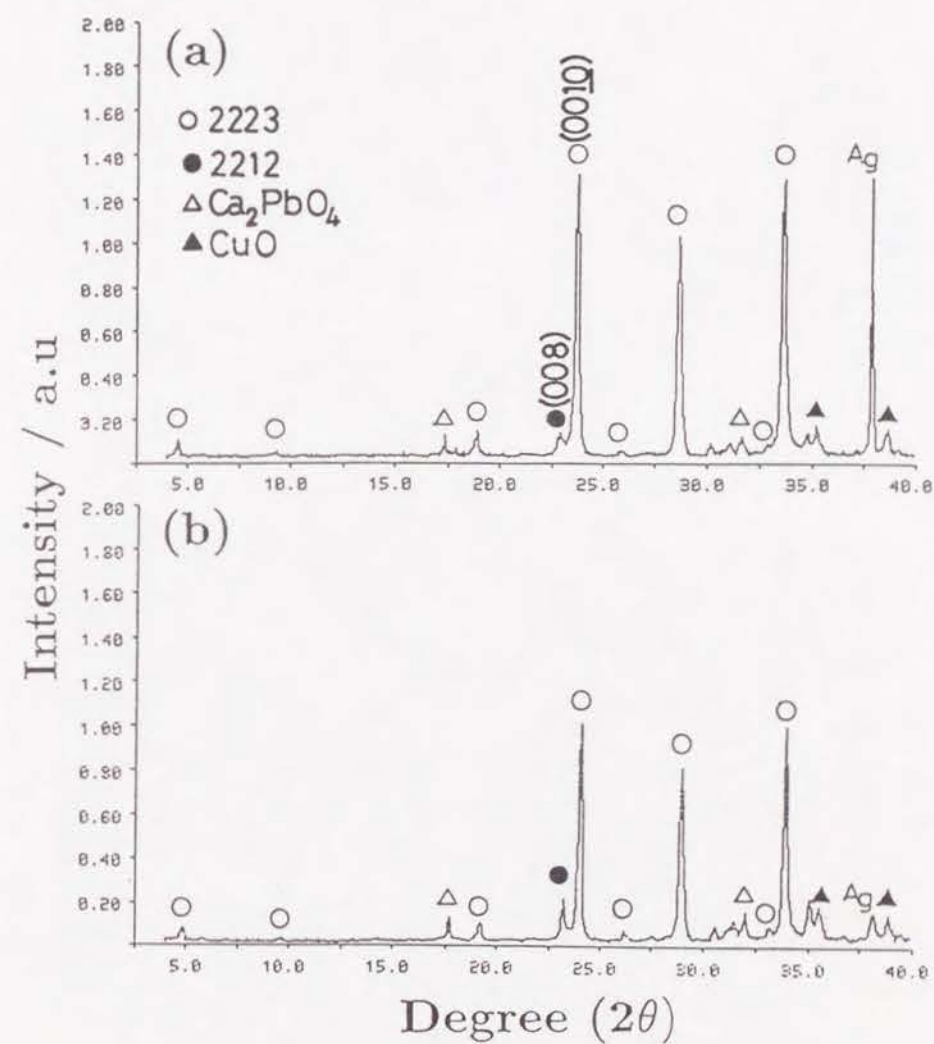 Intensity / a.u
2.00
(a)
1.80
(0010)
○ 2223
1.60
● 2212
1.40
Ag
△ Ca₂PbO₄
1.20
▲ CuO
1.00
0.80
0.60
(008)
0.40
3.20
5.0 10.0 15.0 20.0 25.0 30.0 35.0 40.0
2.00
(b)
1.80
1.60
1.40
1.20
1.00
0.80
0.60
0.40
0.20
Ag
5.0 10.0 15.0 20.0 25.0 30.0 35.0 40.0
Degree (2θ)